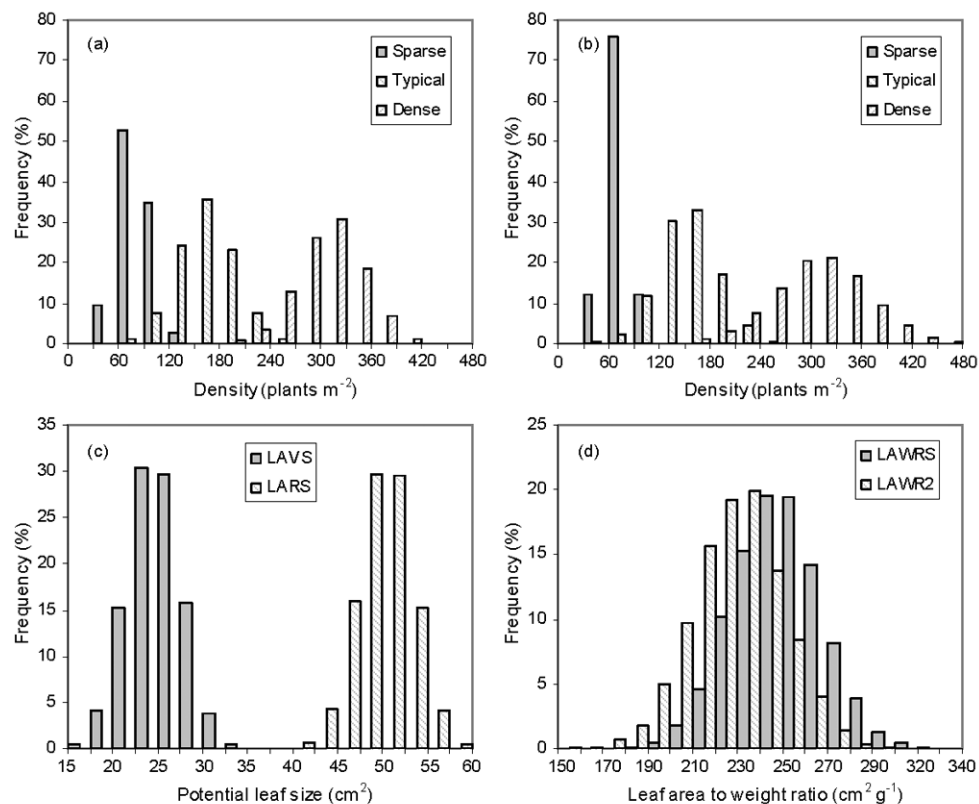 80
70
60
50
40
30
20
10
0
Frequency (%)
(a)
Sparse
Typical
Dense
0 60 120 180 240 300 360 420 480
Density (plants m⁻²)
80
70
60
50
40
30
20
10
0
Frequency (%)
(b)
Sparse
Typical
Dense
0 60 120 180 240 300 360 420 480
Density (plants m⁻²)
35
30
25
20
15
10
5
0
Frequency (%)
(c)
LAVS
LARS
15 20 25 30 35 40 45 50 55 60
Potential leaf size (cm²)
25
20
15
10
5
0
Frequency (%)
(d)
LAWRS
LAWR2
150 170 190 210 230 250 270 290 320 340
Leaf area to weight ratio (cm² g⁻¹)